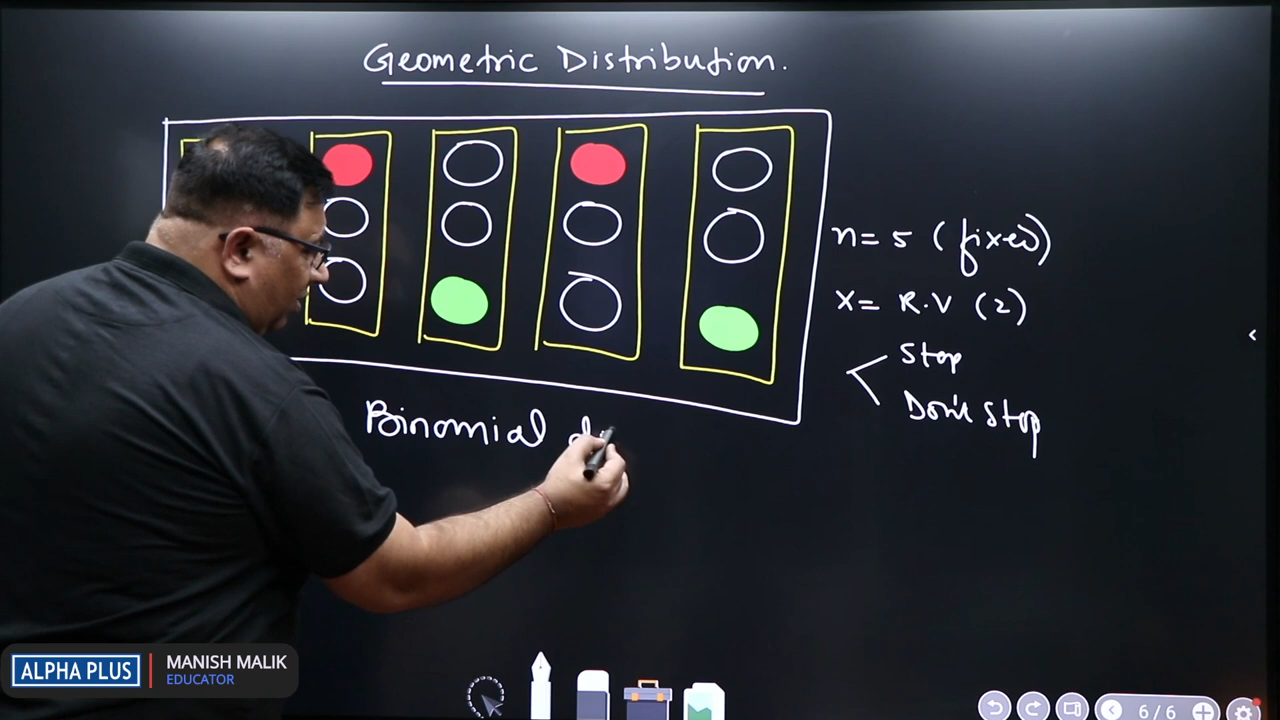 Geometric Distribution.
n = 5 (fixed)
x = R.V (2)
Stop
Don't Stop
Binomial
ALPHA PLUS
MANISH MALIK
EDUCATOR
6/6